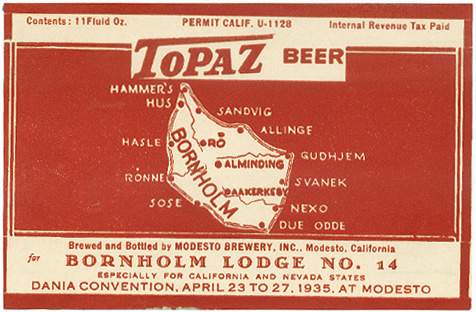 Contents: 11 Fluid Oz. PERMIT CALIF. U-1128 Internal Revenue Tax Paid
TOPAZ BEER
HAMMER'S
HUS
SANDVIG
ALLINGE
HASLE
RÖ
GUDHJEM
ALMINDING
BORNHOLM
RÖNNE
SVANEK
AAKERKEBY
SOSE
NEXO
DUE ODDE
Brewed and Bottled by MODESTO BREWERY, INC., Modesto, California
for BORNHOLM LODGE NO. 14
ESPECIALLY FOR CALIFORNIA AND NEVADA STATES
DANIA CONVENTION, APRIL 23 TO 27, 1935, AT MODESTO